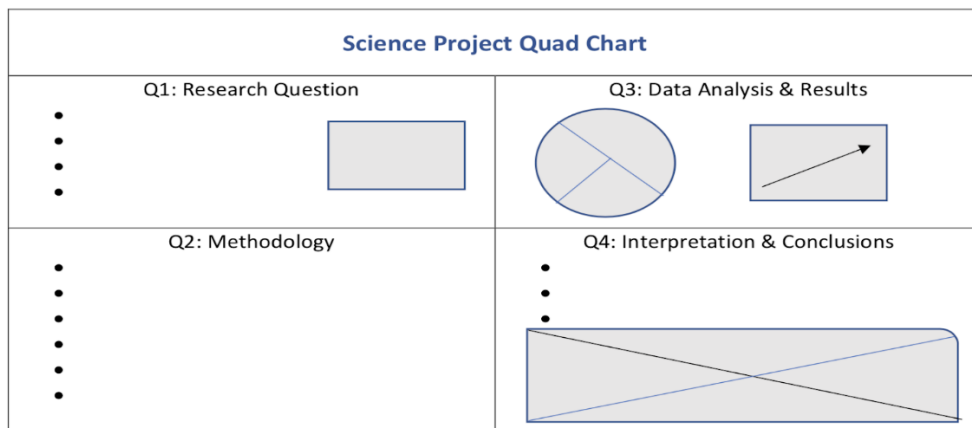 Science Project Quad Chart
Q1: Research Question
Q3: Data Analysis & Results
Q2: Methodology
Q4: Interpretation & Conclusions